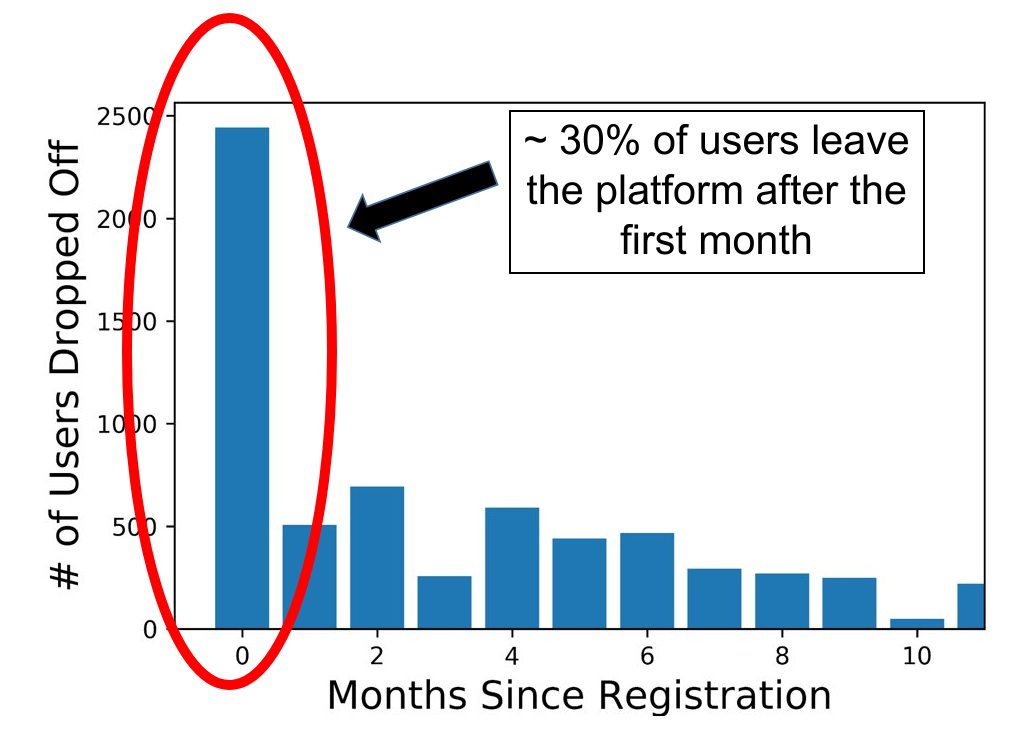 ~ 30% of users leave
the platform after the
first month
# of Users Dropped Off
2500
2000
1500
1000
500
0
0 2 4 6 8 10
Months Since Registration